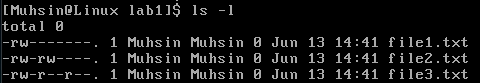 [Muhsin@Linux lab1]$ ls -l
total 0
-rw-------. 1 Muhsin Muhsin 0 Jun 13 14:41 file1.txt
-rw-rw----. 1 Muhsin Muhsin 0 Jun 13 14:41 file2.txt
-rw-r--r--. 1 Muhsin Muhsin 0 Jun 13 14:41 file3.txt